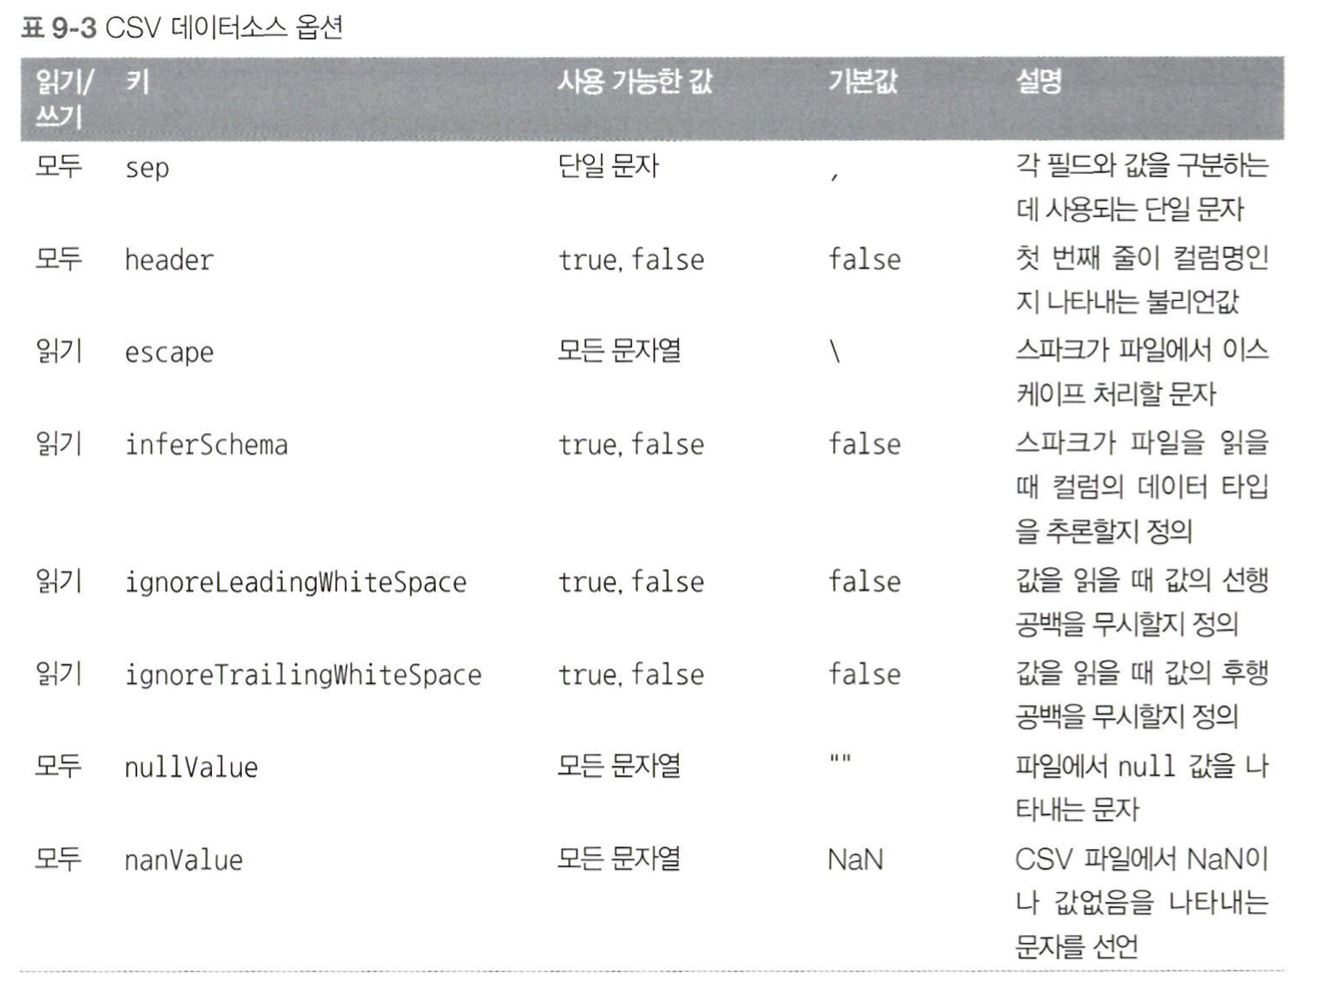 표 9-3 CSV 데이터소스 옵션
읽기/ 키 사용 가능한 값 기본값 설명
쓰기
모두 sep 단일 문자 , 각 필드와 값을 구분하는
데 사용되는 단일 문자
모두 header true, false false 첫 번째 줄이 컬럼명인
지 나타내는 불리언값
읽기 escape 모든 문자열 \ 스파크가 파일에서 이스
케이프 처리할 문자
읽기 inferSchema true, false false 스파크가 파일을 읽을
때 컬럼의 데이터 타입
을 추론할지 정의
읽기 ignoreLeadingWhiteSpace true, false false 값을 읽을 때 값의 선행
공백을 무시할지 정의
읽기 ignoreTrailingWhiteSpace true, false false 값을 읽을 때 값의 후행
공백을 무시할지 정의
모두 nullValue 모든 문자열 "" 파일에서 null 값을 나
타내는 문자
모두 nanValue 모든 문자열 NaN CSV 파일에서 NaN이
나 값없음을 나타내는
문자를 선언